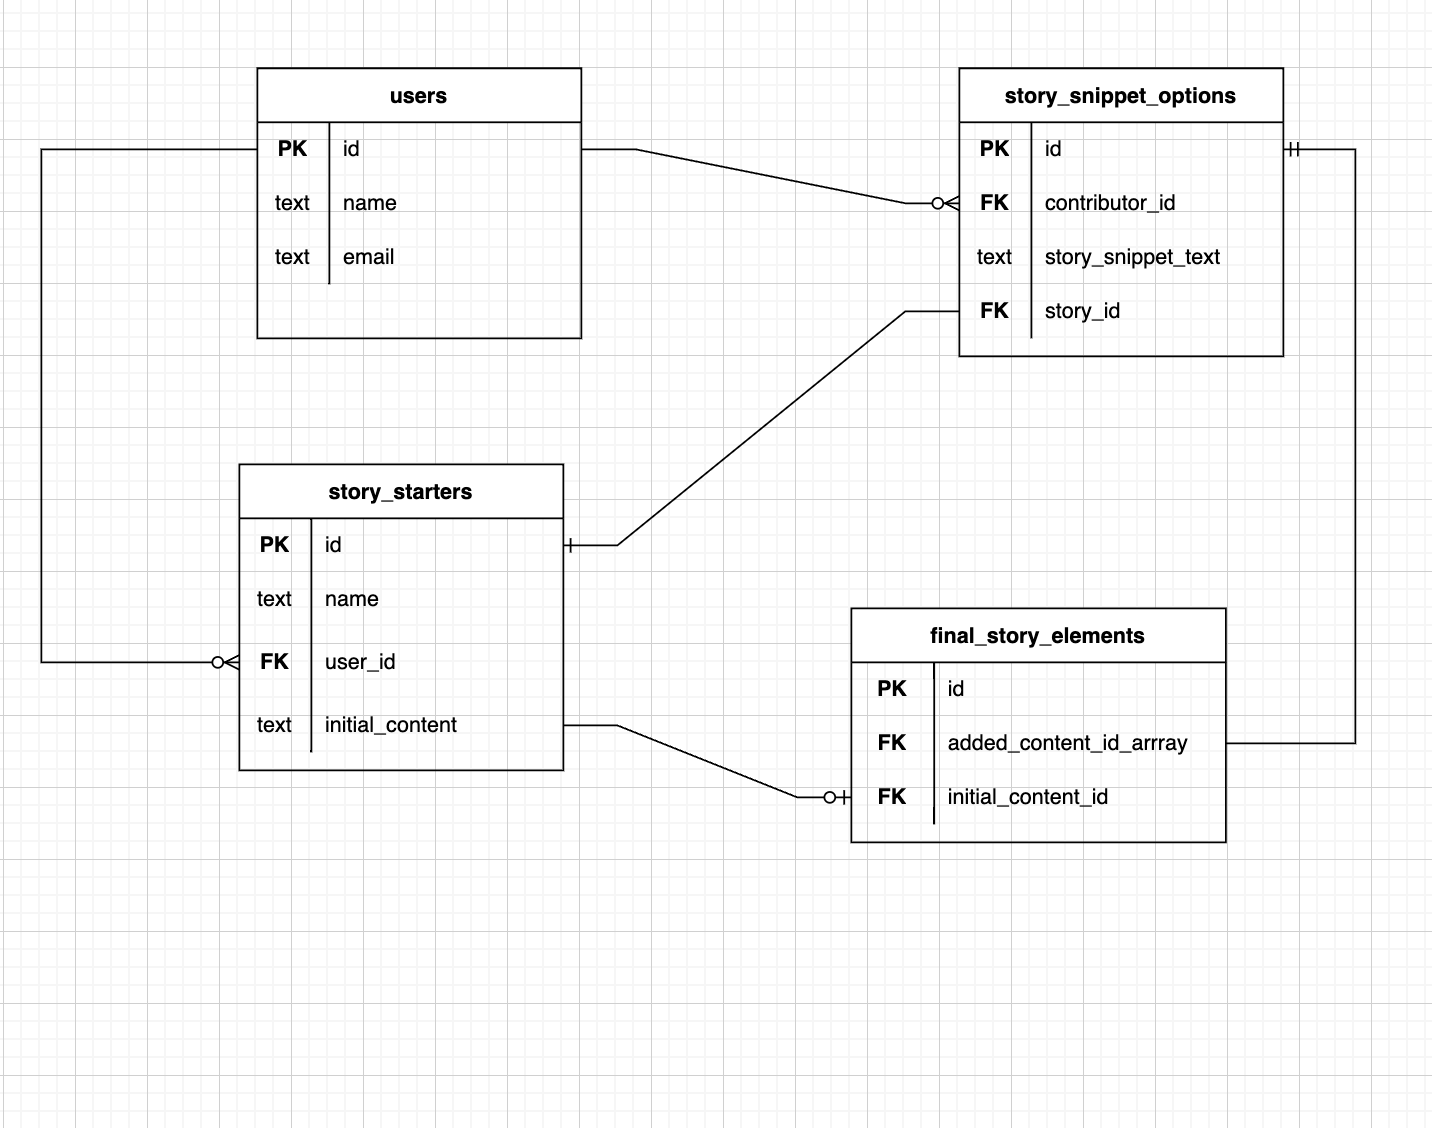 users
PK id
text name
text email
story_snippet_options
PK id
FK contributor_id
text story_snippet_text
FK story_id
story_starters
PK id
text name
FK user_id
text initial_content
final_story_elements
PK id
FK added_content_id_arrray
FK initial_content_id